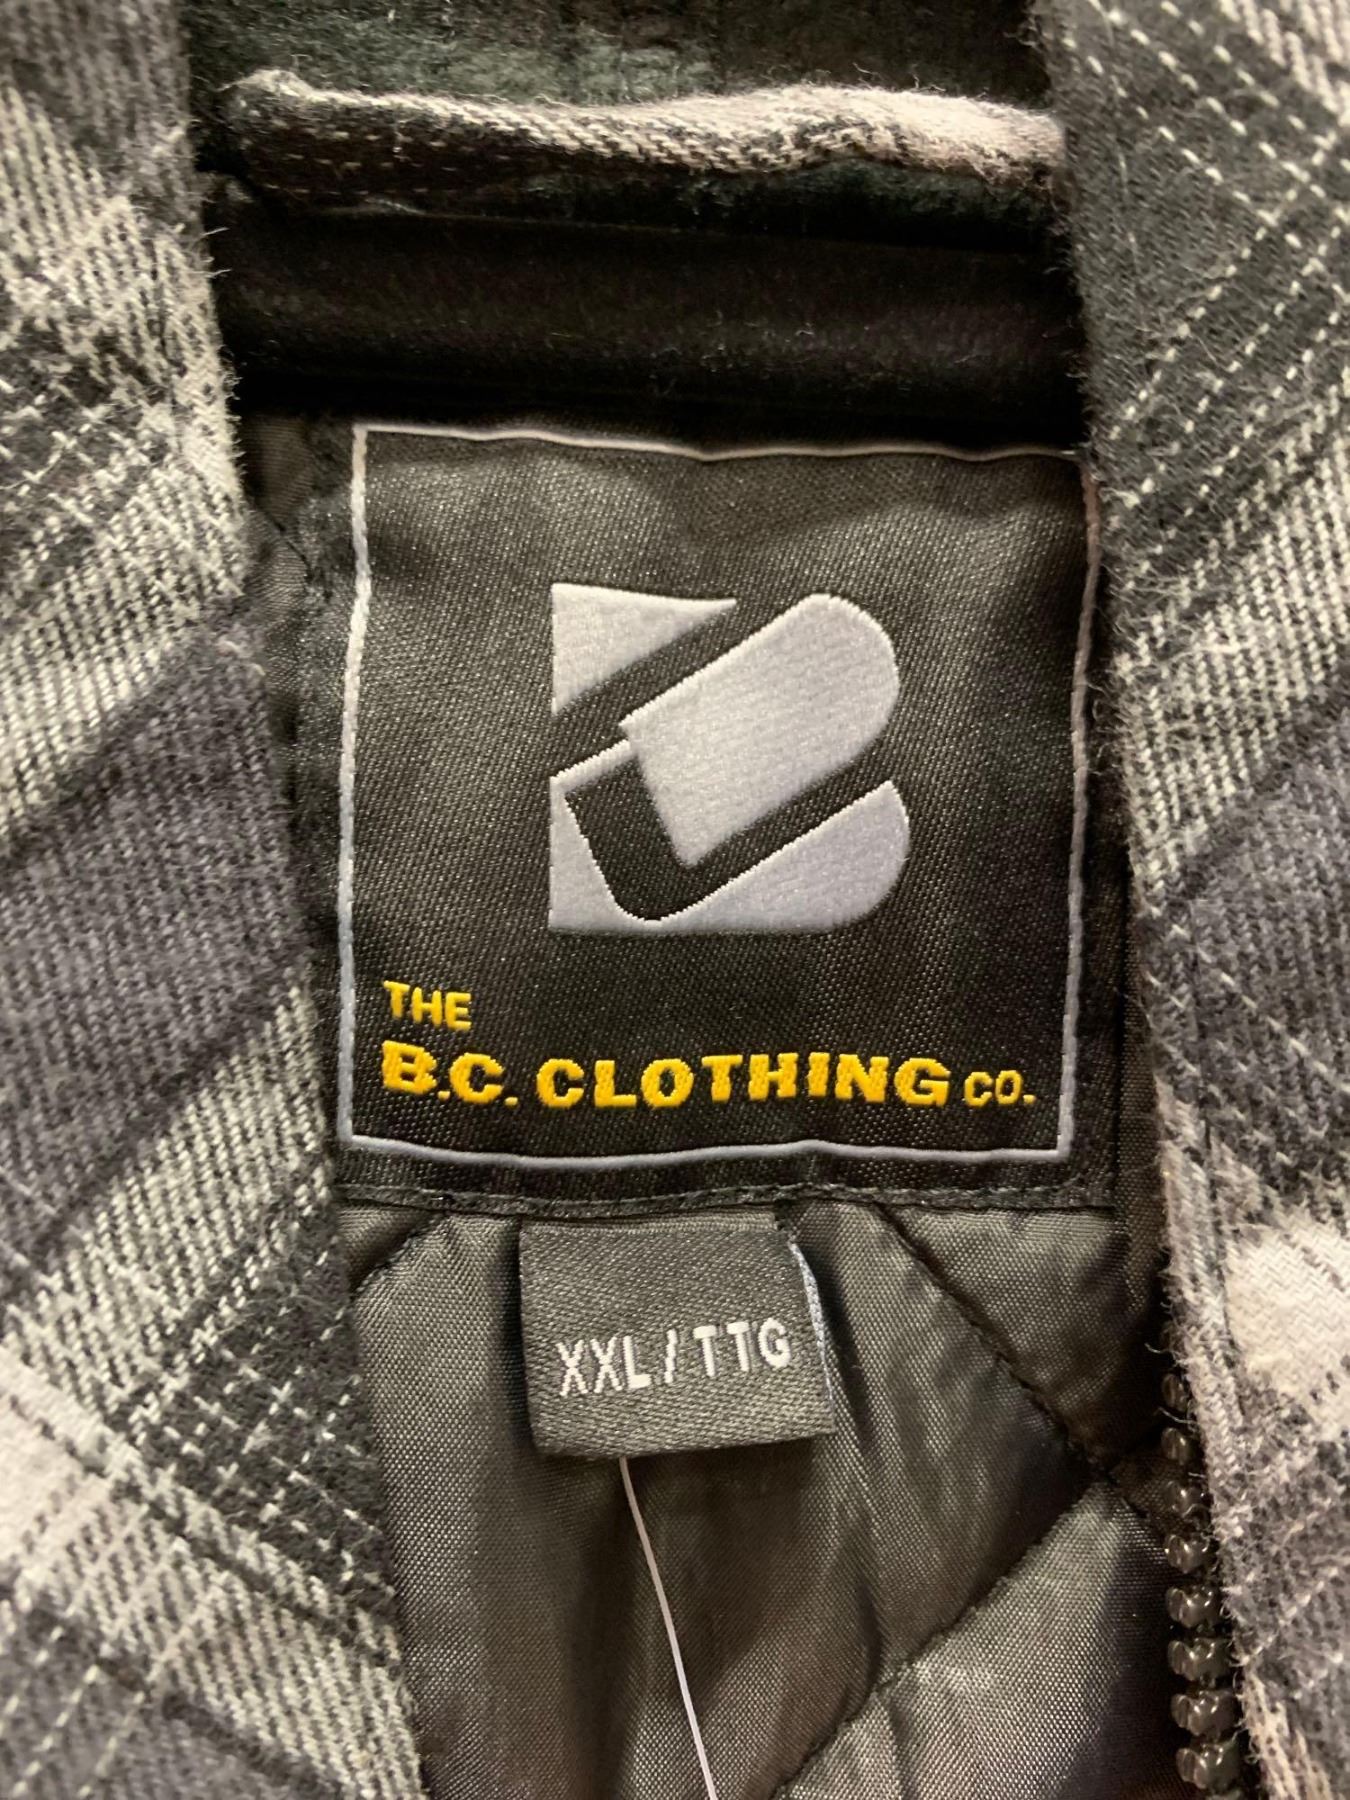 THE
B.C. CLOTHING CO.
XXL/TTG